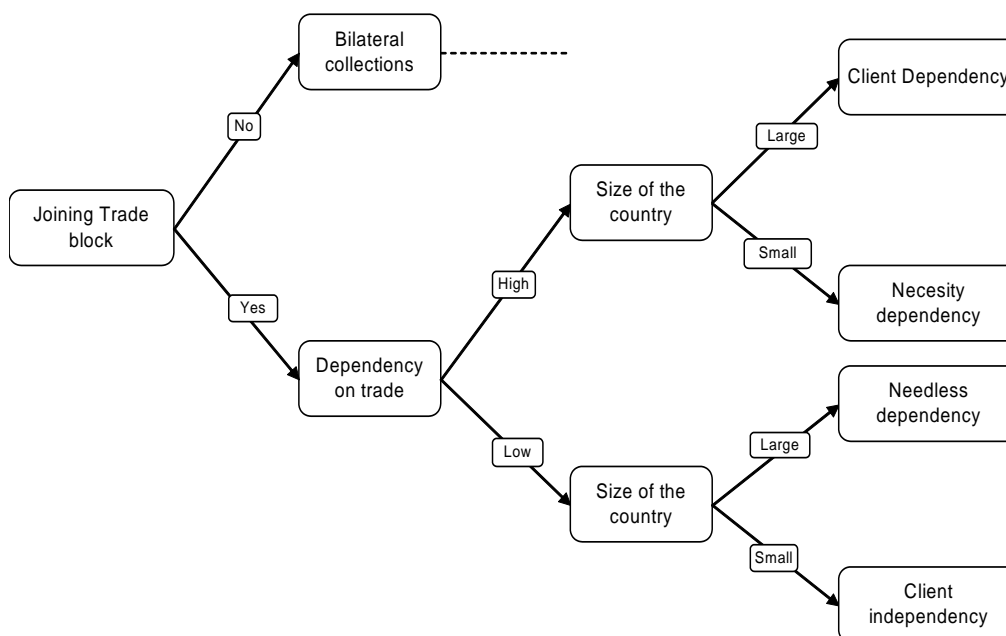 Bilateral
collections
Client Dependency
No
Large
Joining Trade
block
Size of the
country
Small
Yes
High
Necesity
dependency
Dependency
on trade
Needless
dependency
Low
Large
Size of the
country
Small
Client
independency